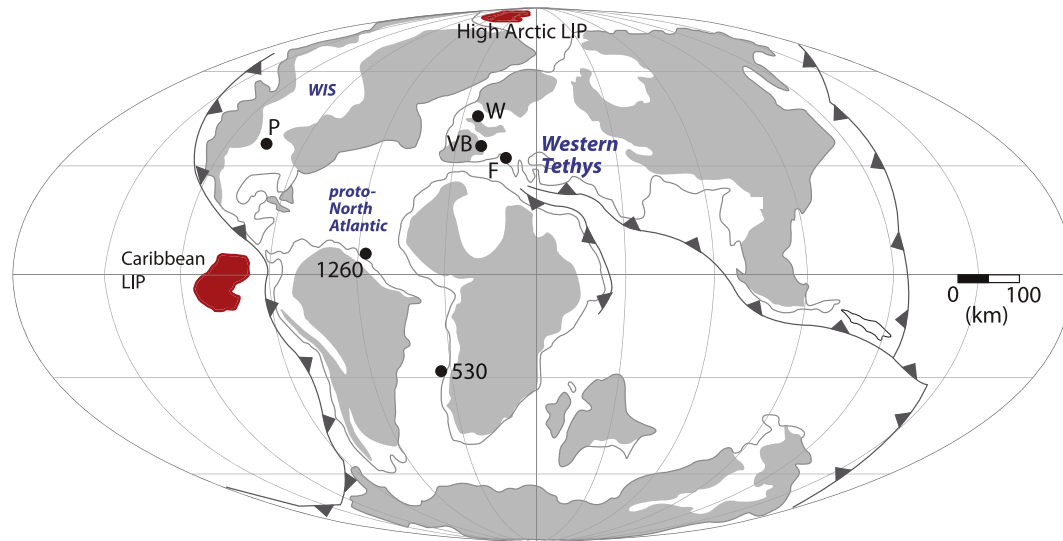 High Arctic LIP
WIS
W
P
VB
Western
Tethys
F
proto-
North
Atlantic
Caribbean
LIP
1260
0 100
(km)
530